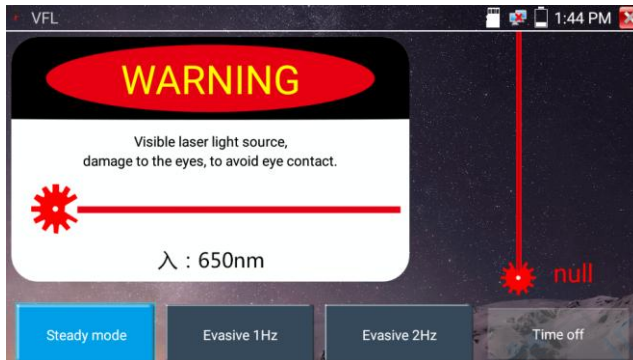 VFL
1:44 PM
WARNING
Visible laser light source,
damage to the eyes, to avoid eye contact.
入 : 650nm
null
Steady mode
Evasive 1Hz
Evasive 2Hz
Time off